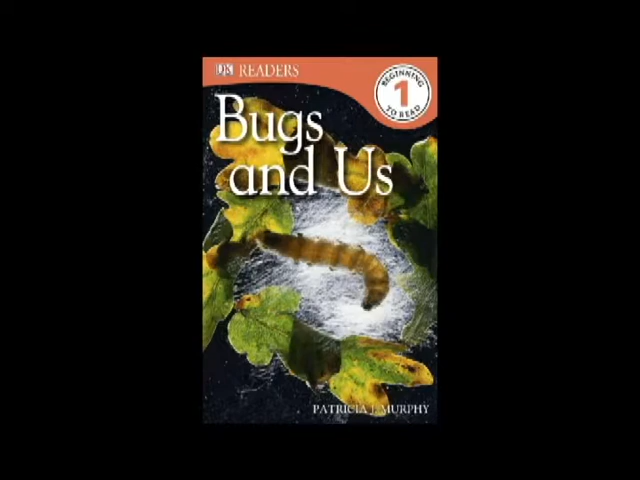 DK READERS
BEGINNING
1
TO READ
Bugs
and Us
PATRICIA J. MURPHY